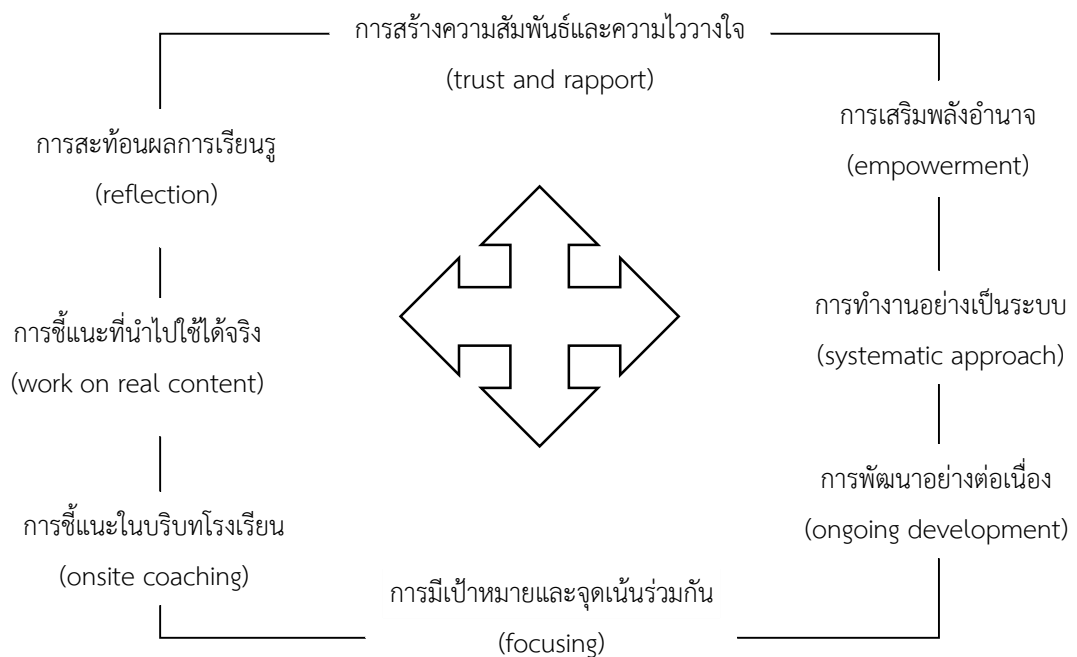 การสร้างความสัมพันธ์และความไววางใจ
(trust and rapport)
การเสริมพลังอำนาจ
(empowerment)
การทำงานอย่างเป็นระบบ
(systematic approach)
การพัฒนาอย่างต่อเนื่อง
(ongoing development)
การมีเป้าหมายและจุดเน้นร่วมกัน
(focusing)
การชี้แนะในบริบทโรงเรียน
(onsite coaching)
การชี้แนะที่นำไปใช้ได้จริง
(work on real content)
การสะท้อนผลการเรียนรู
(reflection)